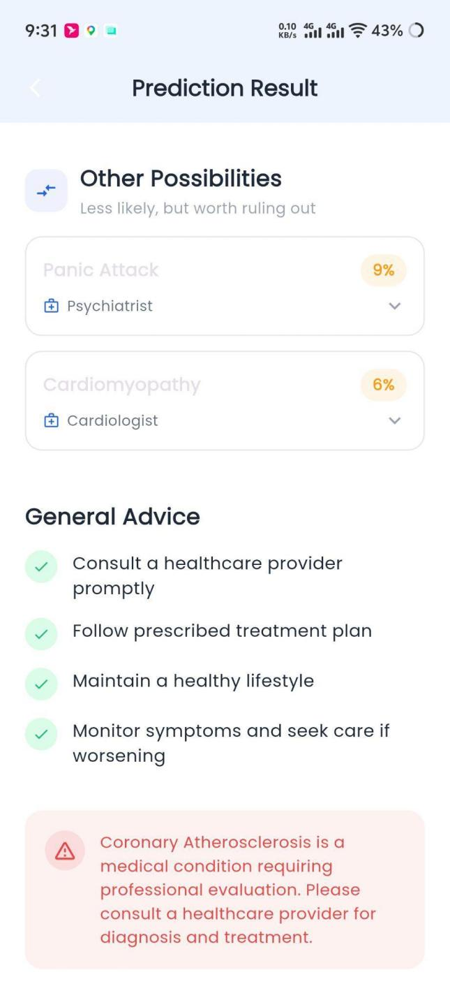 9:31
0.10 KB/s 4G 4G 43%
Prediction Result
Other Possibilities
Less likely, but worth ruling out
Panic Attack
9%
Psychiatrist
Cardiomyopathy
6%
Cardiologist
General Advice
Consult a healthcare provider
promptly
Follow prescribed treatment plan
Maintain a healthy lifestyle
Monitor symptoms and seek care if
worsening
Coronary Atherosclerosis is a
medical condition requiring
professional evaluation. Please
consult a healthcare provider for
diagnosis and treatment.